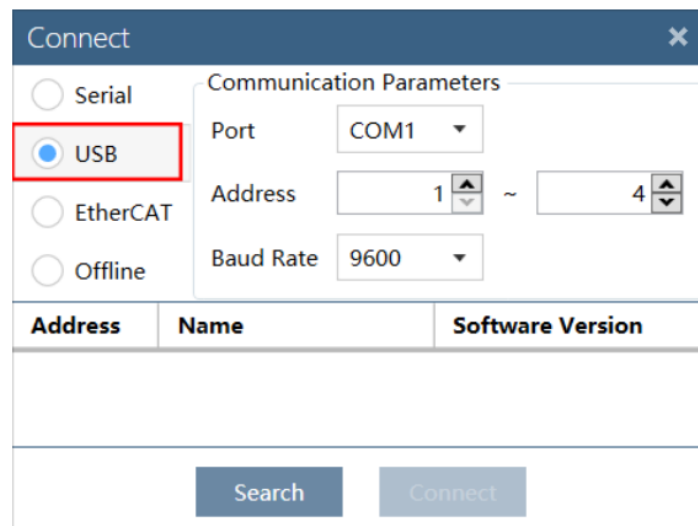 Connect
Serial
USB
EtherCAT
Offline
Communication Parameters
Port COM1
Address 1 ~ 4
Baud Rate 9600
Address Name Software Version
Search Connect